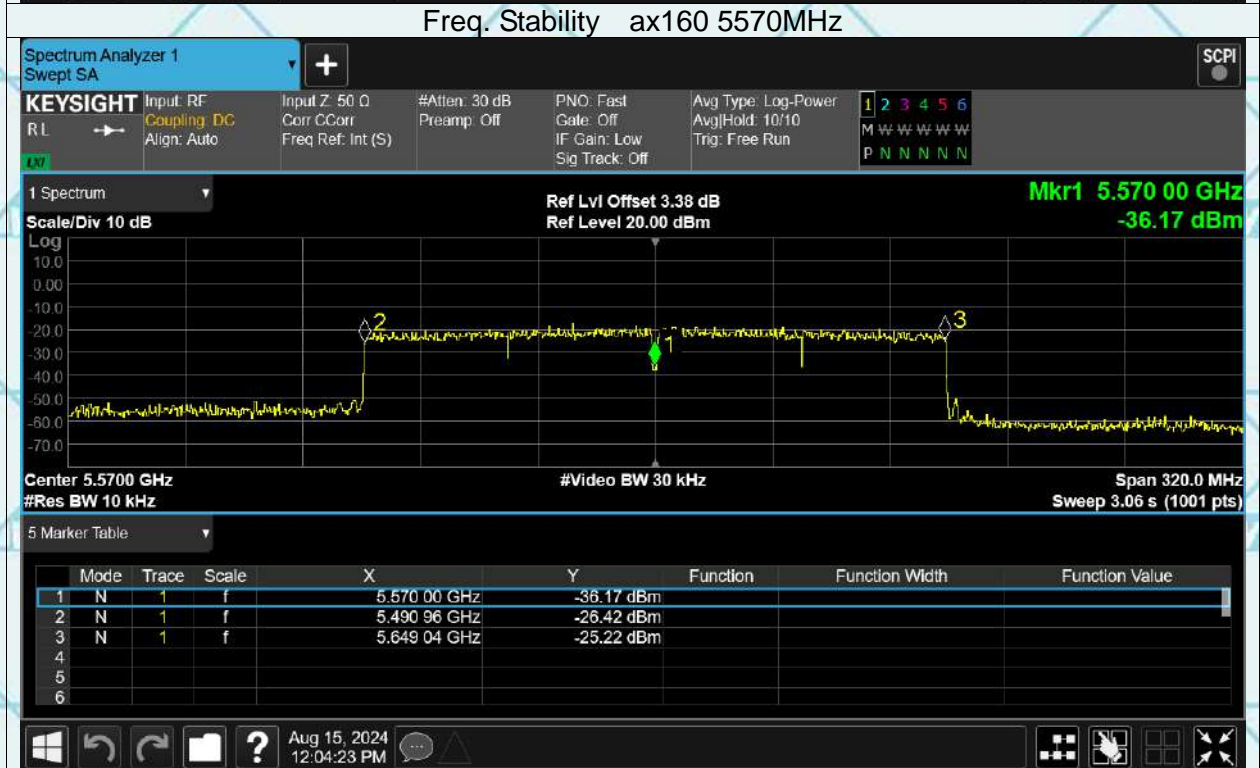 Freq. Stability ax160 5570MHz
Spectrum Analyzer 1
Swept SA
+
SCPI
KEYSIGHT Input: RF Input Z: 50 Ω #Atten: 30 dB PNO: Fast Avg Type: Log-Power 1 2 3 4 5 6
RL Coupling: DC Corr CCorr Preamp: Off Gate: Off Avg|Hold: 10/10 M W W W W W
Align: Auto Freq Ref: Int (S) IF Gain: Low Trig: Free Run P N N N N N
LXI Sig Track: Off
1 Spectrum Ref Lvl Offset 3.38 dB Mkr1 5.570 00 GHz
Scale/Div 10 dB Ref Level 20.00 dBm -36.17 dBm
Log
10.0
0.00
-10.0
2 3
-20.0
1
-30.0
-40.0
-50.0
-60.0
-70.0
Center 5.5700 GHz #Video BW 30 kHz Span 320.0 MHz
#Res BW 10 kHz Sweep 3.06 s (1001 pts)
5 Marker Table
Mode Trace Scale X Y Function Function Width Function Value
1 N 1 f 5.570 00 GHz -36.17 dBm
2 N 1 f 5.490 96 GHz -26.42 dBm
3 N 1 f 5.649 04 GHz -25.22 dBm
4
5
6
? Aug 15, 2024
12:04:23 PM